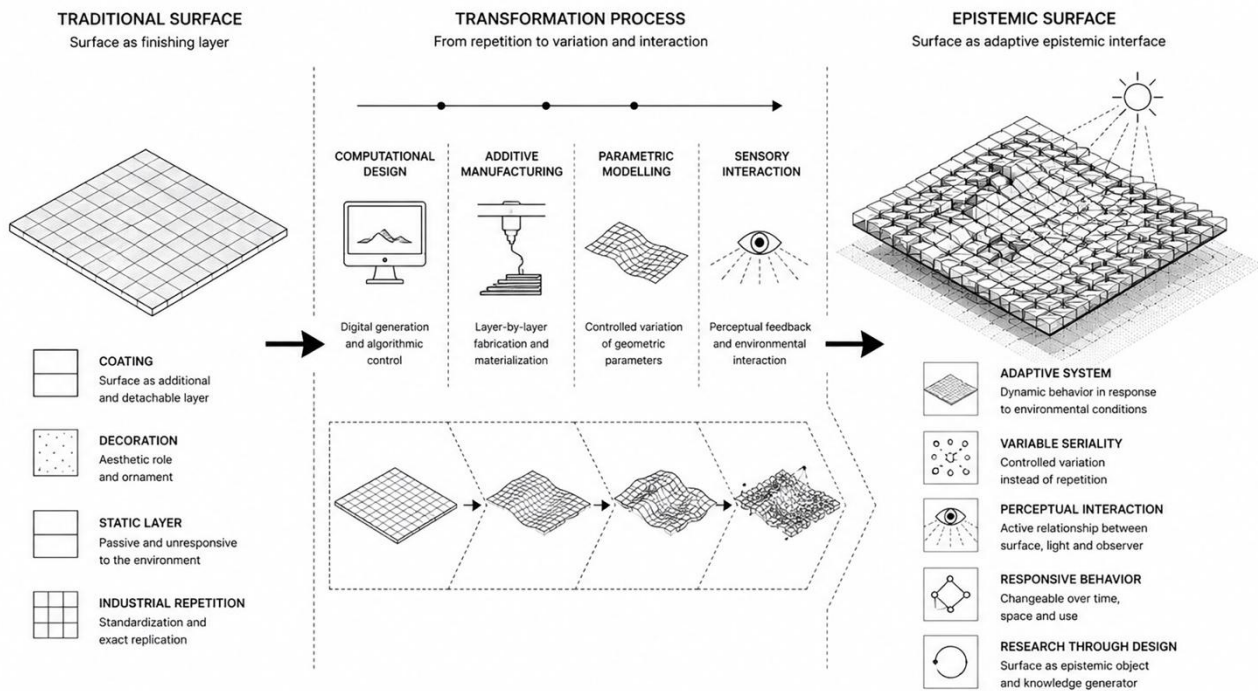 TRADITIONAL SURFACE
Surface as finishing layer
TRANSFORMATION PROCESS
From repetition to variation and interaction
EPISTEMIC SURFACE
Surface as adaptive epistemic interface
COMPUTATIONAL
DESIGN
Digital generation
and algorithmic
control
ADDITIVE
MANUFACTURING
Layer-by-layer
fabrication and
materialization
PARAMETRIC
MODELLING
Controlled variation
of geometric
parameters
SENSORY
INTERACTION
Perceptual feedback
and environmental
interaction
COATING
Surface as additional
and detachable layer
DECORATION
Aesthetic role
and ornament
STATIC LAYER
Passive and unresponsive
to the environment
INDUSTRIAL REPETITION
Standardization and
exact replication
ADAPTIVE SYSTEM
Dynamic behavior in response
to environmental conditions
VARIABLE SERIALITY
Controlled variation
instead of repetition
PERCEPTUAL INTERACTION
Active relationship between
surface, light and observer
RESPONSIVE BEHAVIOR
Changeable over time,
space and use
RESEARCH THROUGH DESIGN
Surface as epistemic object
and knowledge generator